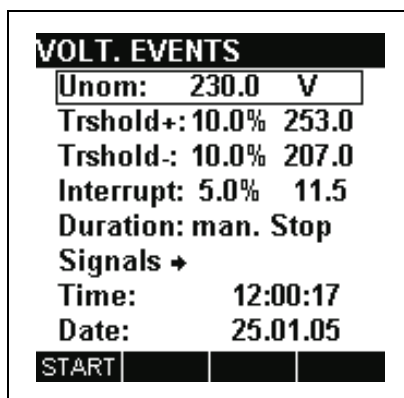 VOLT. EVENTS
Unom: 230.0 V
Trshold+: 10.0% 253.0
Trshold-: 10.0% 207.0
Interrupt: 5.0% 11.5
Duration: man. Stop
Signals →
Time: 12:00:17
Date: 25.01.05
START